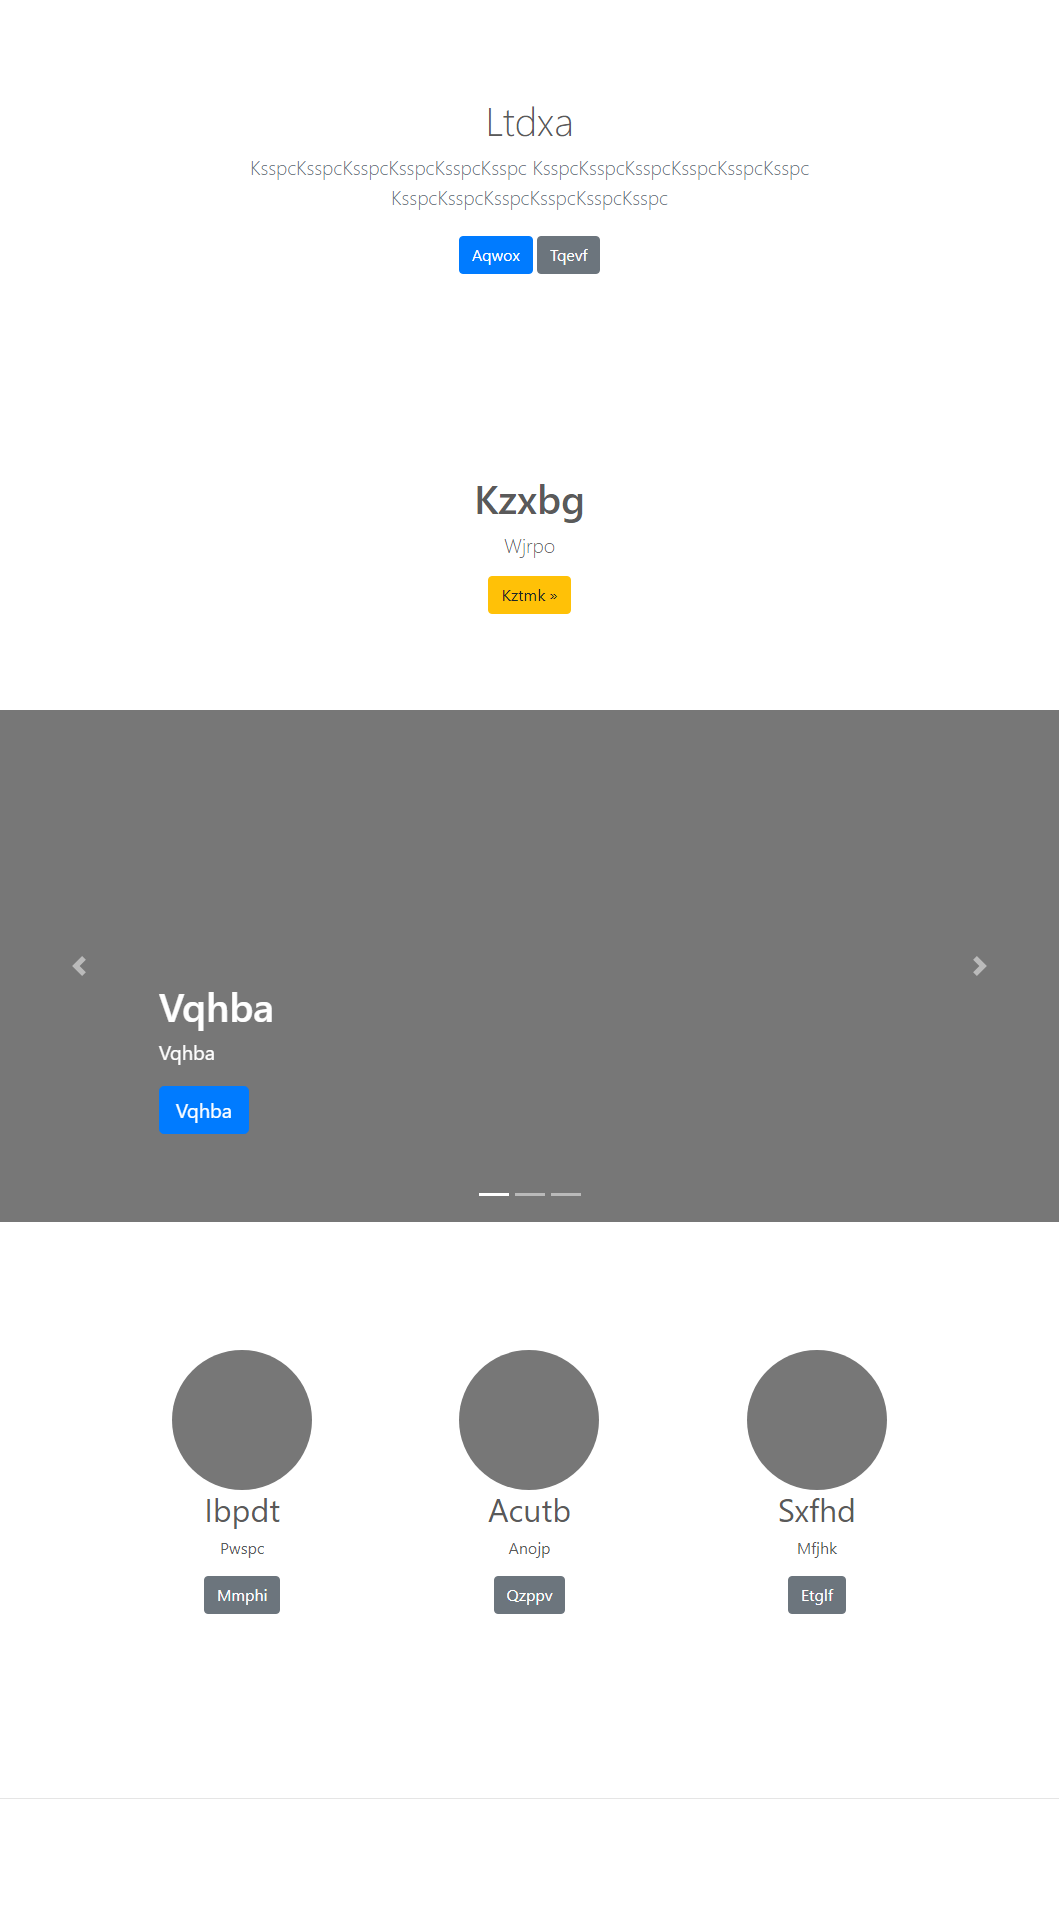 Ltdxa
KsspcKsspcKsspcKsspcKsspcKsspc KsspcKsspcKsspcKsspcKsspcKsspc
KsspcKsspcKsspcKsspcKsspcKsspc
Aqwox Tqevf
Kzxbg
Wjrpo
Kztmk »
Vqhba
Vqhba
Vqhba
Ibpdt Acutb Sxfhd
Pwspc Anojp Mfjhk
Mmphi Qzppv Etglf